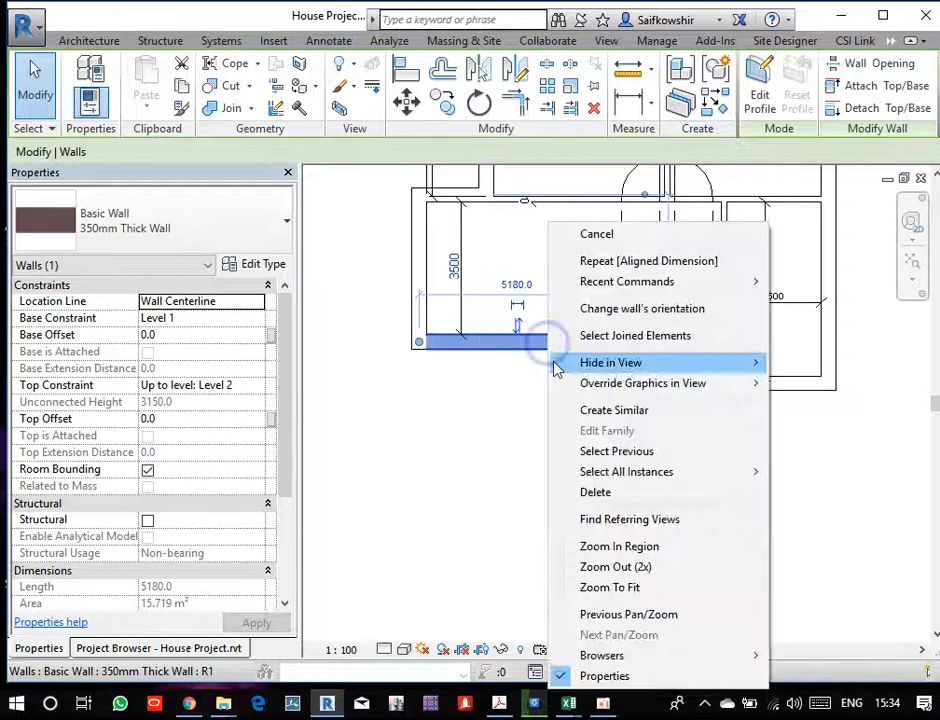 House Projec...
Type a keyword or phrase
Saifkowshir
Architecture Structure Systems Insert Annotate Analyze Massing & Site Collaborate View Manage Add-Ins Site Designer CSI Link
Modify
Paste
Cope
Cut
Join
Edit
Profile
Reset
Profile
Wall Opening
Attach Top/Base
Detach Top/Base
Select Properties Clipboard Geometry View Modify Measure Create Mode Modify Wall
Modify | Walls
Properties
Basic Wall
350mm Thick Wall
Walls (1) Edit Type
Constraints
Location Line Wall Centerline
Base Constraint Level 1
Base Offset 0.0
Base is Attached
Base Extension Distance 0.0
Top Constraint Up to level: Level 2
Unconnected Height 3150.0
Top Offset 0.0
Top is Attached
Top Extension Distance 0.0
Room Bounding
Related to Mass
Structural
Structural
Enable Analytical Model
Structural Usage Non-bearing
Dimensions
Length 5180.0
Area 15.719 m²
Properties help Apply
Properties Project Browser - House Project.rvt
2D
3500
5180.0
500
Cancel
Repeat [Aligned Dimension]
Recent Commands
Change wall's orientation
Select Joined Elements
Hide in View
Override Graphics in View
Create Similar
Edit Family
Select Previous
Select All Instances
Delete
Find Referring Views
Zoom In Region
Zoom Out (2x)
Zoom To Fit
Previous Pan/Zoom
Next Pan/Zoom
Browsers
Properties
1 : 100
Walls : Basic Wall : 350mm Thick Wall : R1
:0
ENG 15:34